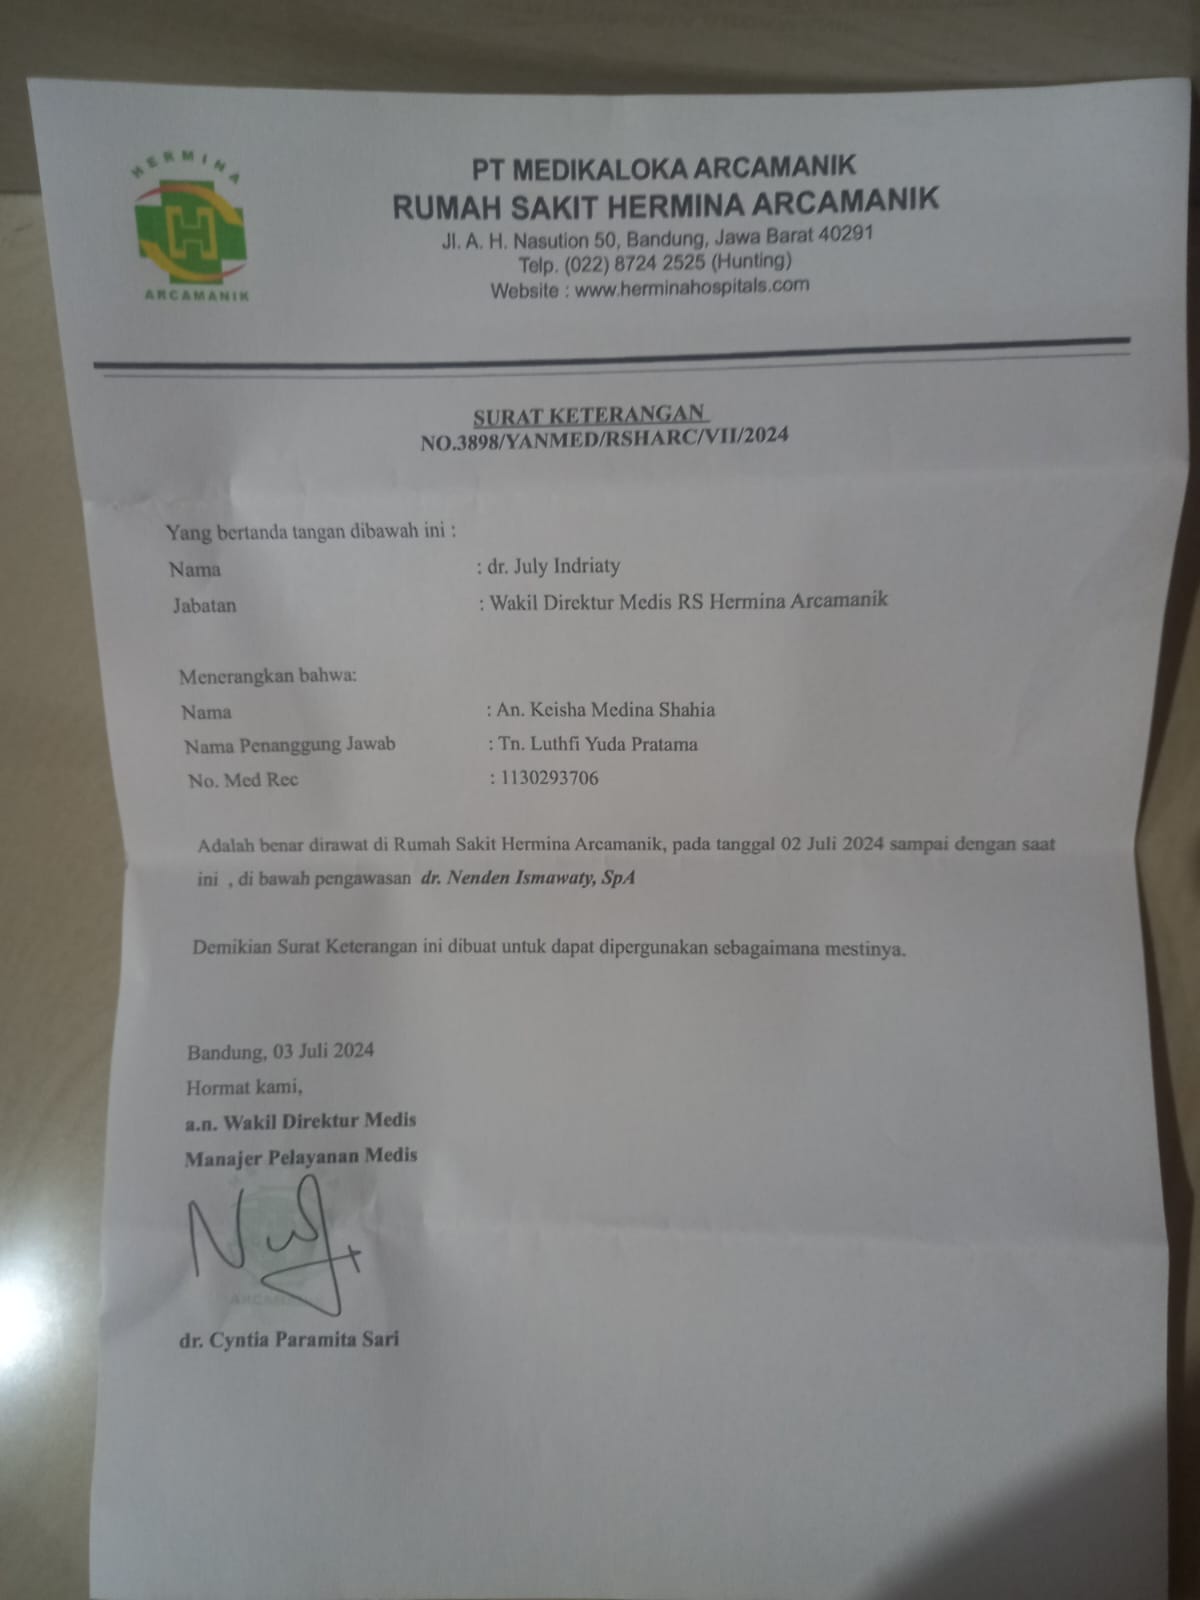 HERMINA
ARCAMANIK
PT MEDIKALOKA ARCAMANIK
RUMAH SAKIT HERMINA ARCAMANIK
Jl. A. H. Nasution 50, Bandung, Jawa Barat 40291
Telp. (022) 8724 2525 (Hunting)
Website : www.herminahospitals.com
SURAT KETERANGAN
NO.3898/YANMED/RSHARC/VII/2024
Yang bertanda tangan dibawah ini :
Nama : dr. July Indriaty
Jabatan : Wakil Direktur Medis RS Hermina Arcamanik
Menerangkan bahwa:
Nama : An. Keisha Medina Shahia
Nama Penanggung Jawab : Tn. Luthfi Yuda Pratama
No. Med Rec : 1130293706
Adalah benar dirawat di Rumah Sakit Hermina Arcamanik, pada tanggal 02 Juli 2024 sampai dengan saat
ini , di bawah pengawasan dr. Nenden Ismawaty, SpA
Demikian Surat Keterangan ini dibuat untuk dapat dipergunakan sebagaimana mestinya.
Bandung, 03 Juli 2024
Hormat kami,
a.n. Wakil Direktur Medis
Manajer Pelayanan Medis
dr. Cyntia Paramita Sari